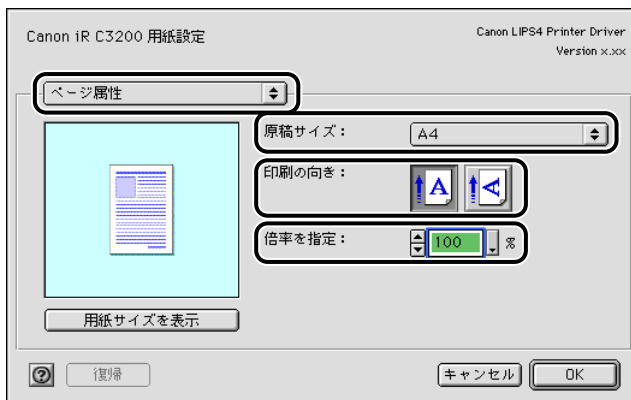 Canon iR C3200 用紙設定
Canon LIPS4 Printer Driver
Version x.xx
ページ属性
原稿サイズ：
A4
印刷の向き：
A
A
倍率を指定：
100
%
用紙サイズを表示
?
復帰
キャンセル
OK